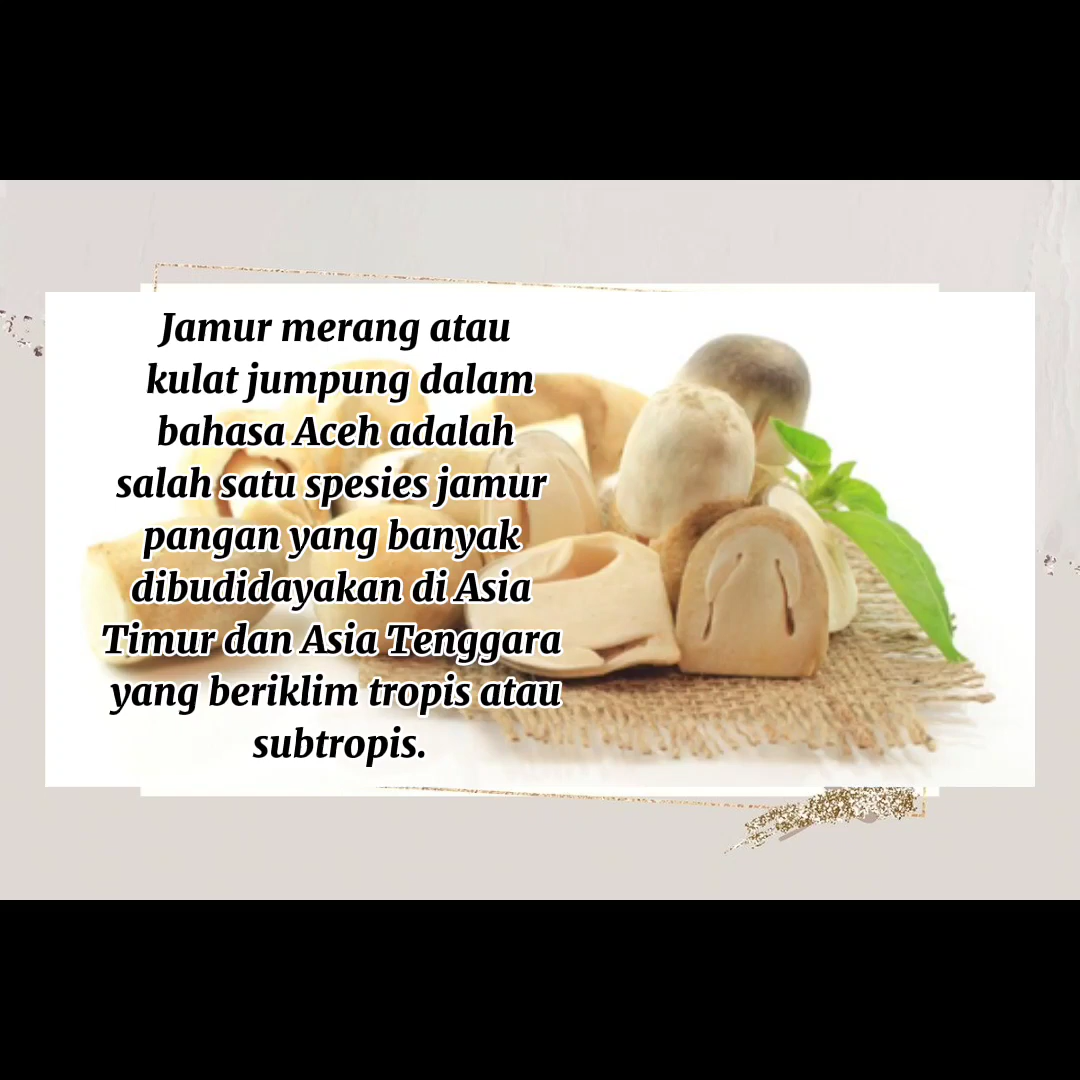 Jamur merang atau
kulat jumpung dalam
bahasa Aceh adalah
salah satu spesies jamur
pangan yang banyak
dibudidayakan di Asia
Timur dan Asia Tenggara
yang beriklim tropis atau
subtropis.